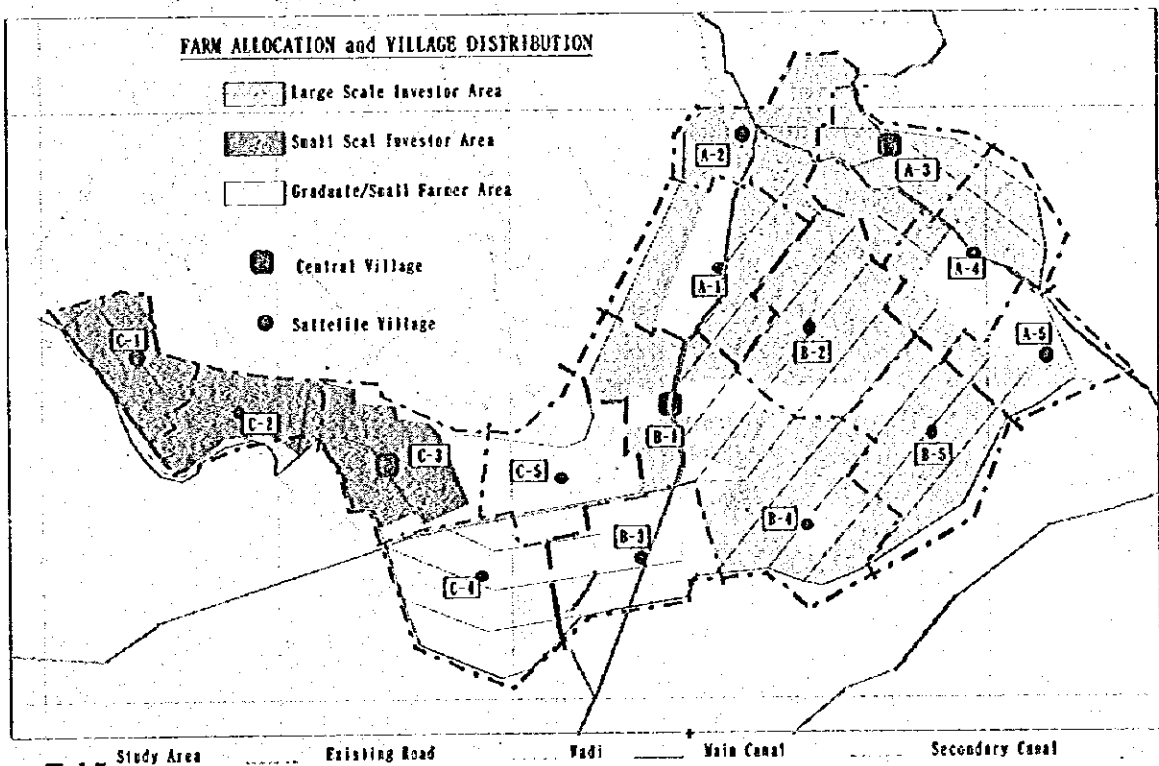 FARM ALLOCATION and VILLAGE DISTRIBUTION
Large Scale Investor Area
Small Scal Investor Area
Graduate/Small Farmer Area
Central Village
Sattelite Village
A-2
A-3
A-1
A-4
B-2
A-5
C-1
C-2
B-1
B-5
C-3
C-5
B-4
B-3
C-4
Study Area Existing Road Wadi Main Canal Secondary Canal